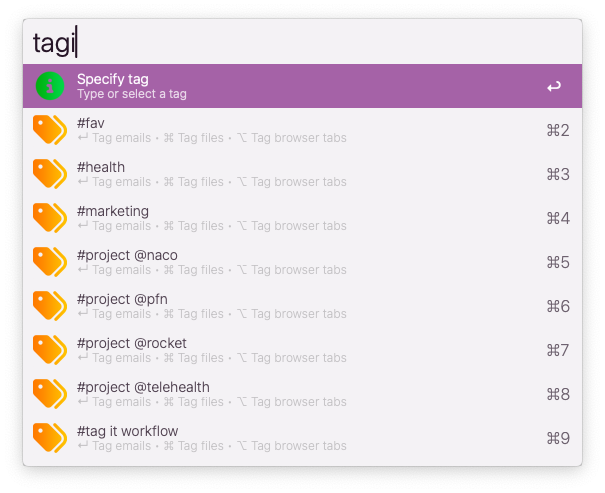 tagi
Specify tag
Type or select a tag
↩
#fav
↵ Tag emails • ⌘ Tag files • ⌥ Tag browser tabs
⌘2
#health
↵ Tag emails • ⌘ Tag files • ⌥ Tag browser tabs
⌘3
#marketing
↵ Tag emails • ⌘ Tag files • ⌥ Tag browser tabs
⌘4
#project @naco
↵ Tag emails • ⌘ Tag files • ⌥ Tag browser tabs
⌘5
#project @pfn
↵ Tag emails • ⌘ Tag files • ⌥ Tag browser tabs
⌘6
#project @rocket
↵ Tag emails • ⌘ Tag files • ⌥ Tag browser tabs
⌘7
#project @telehealth
↵ Tag emails • ⌘ Tag files • ⌥ Tag browser tabs
⌘8
#tag it workflow
↵ Tag emails • ⌘ Tag files • ⌥ Tag browser tabs
⌘9